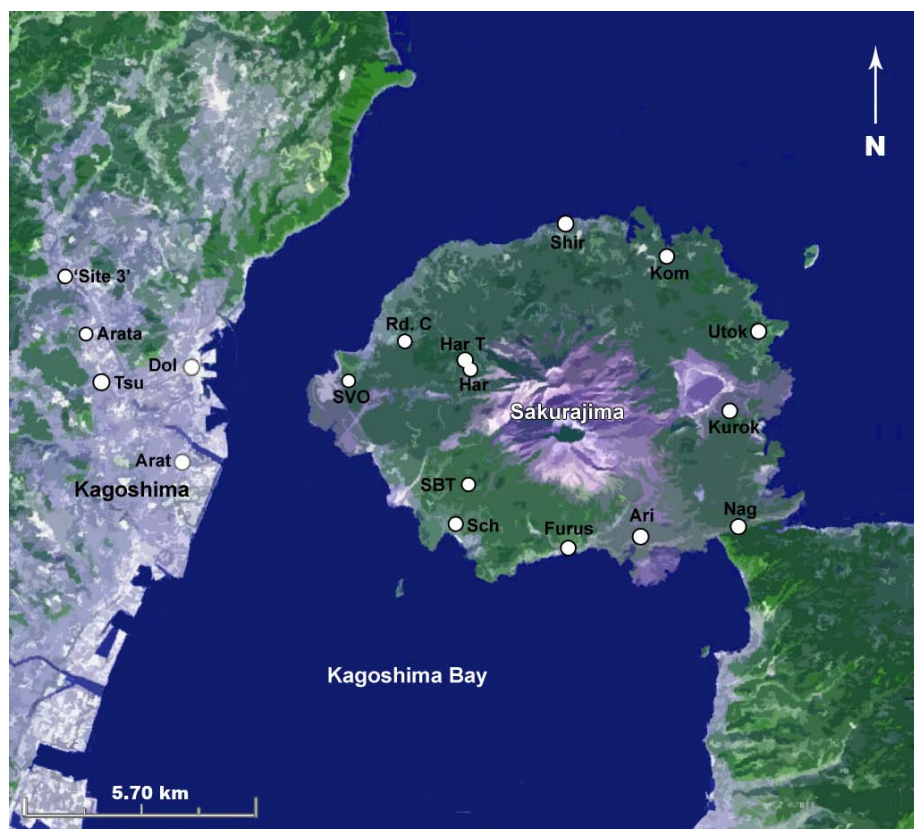 N
Shir
Kom
'Site 3'
Arata
Rd. C
Utok
Har T
Dol
Har
Tsu
SVO
Sakurajima
Kurok
Arat
Kagoshima
SBT
Sch
Furus
Ari
Nag
Kagoshima Bay
5.70 km